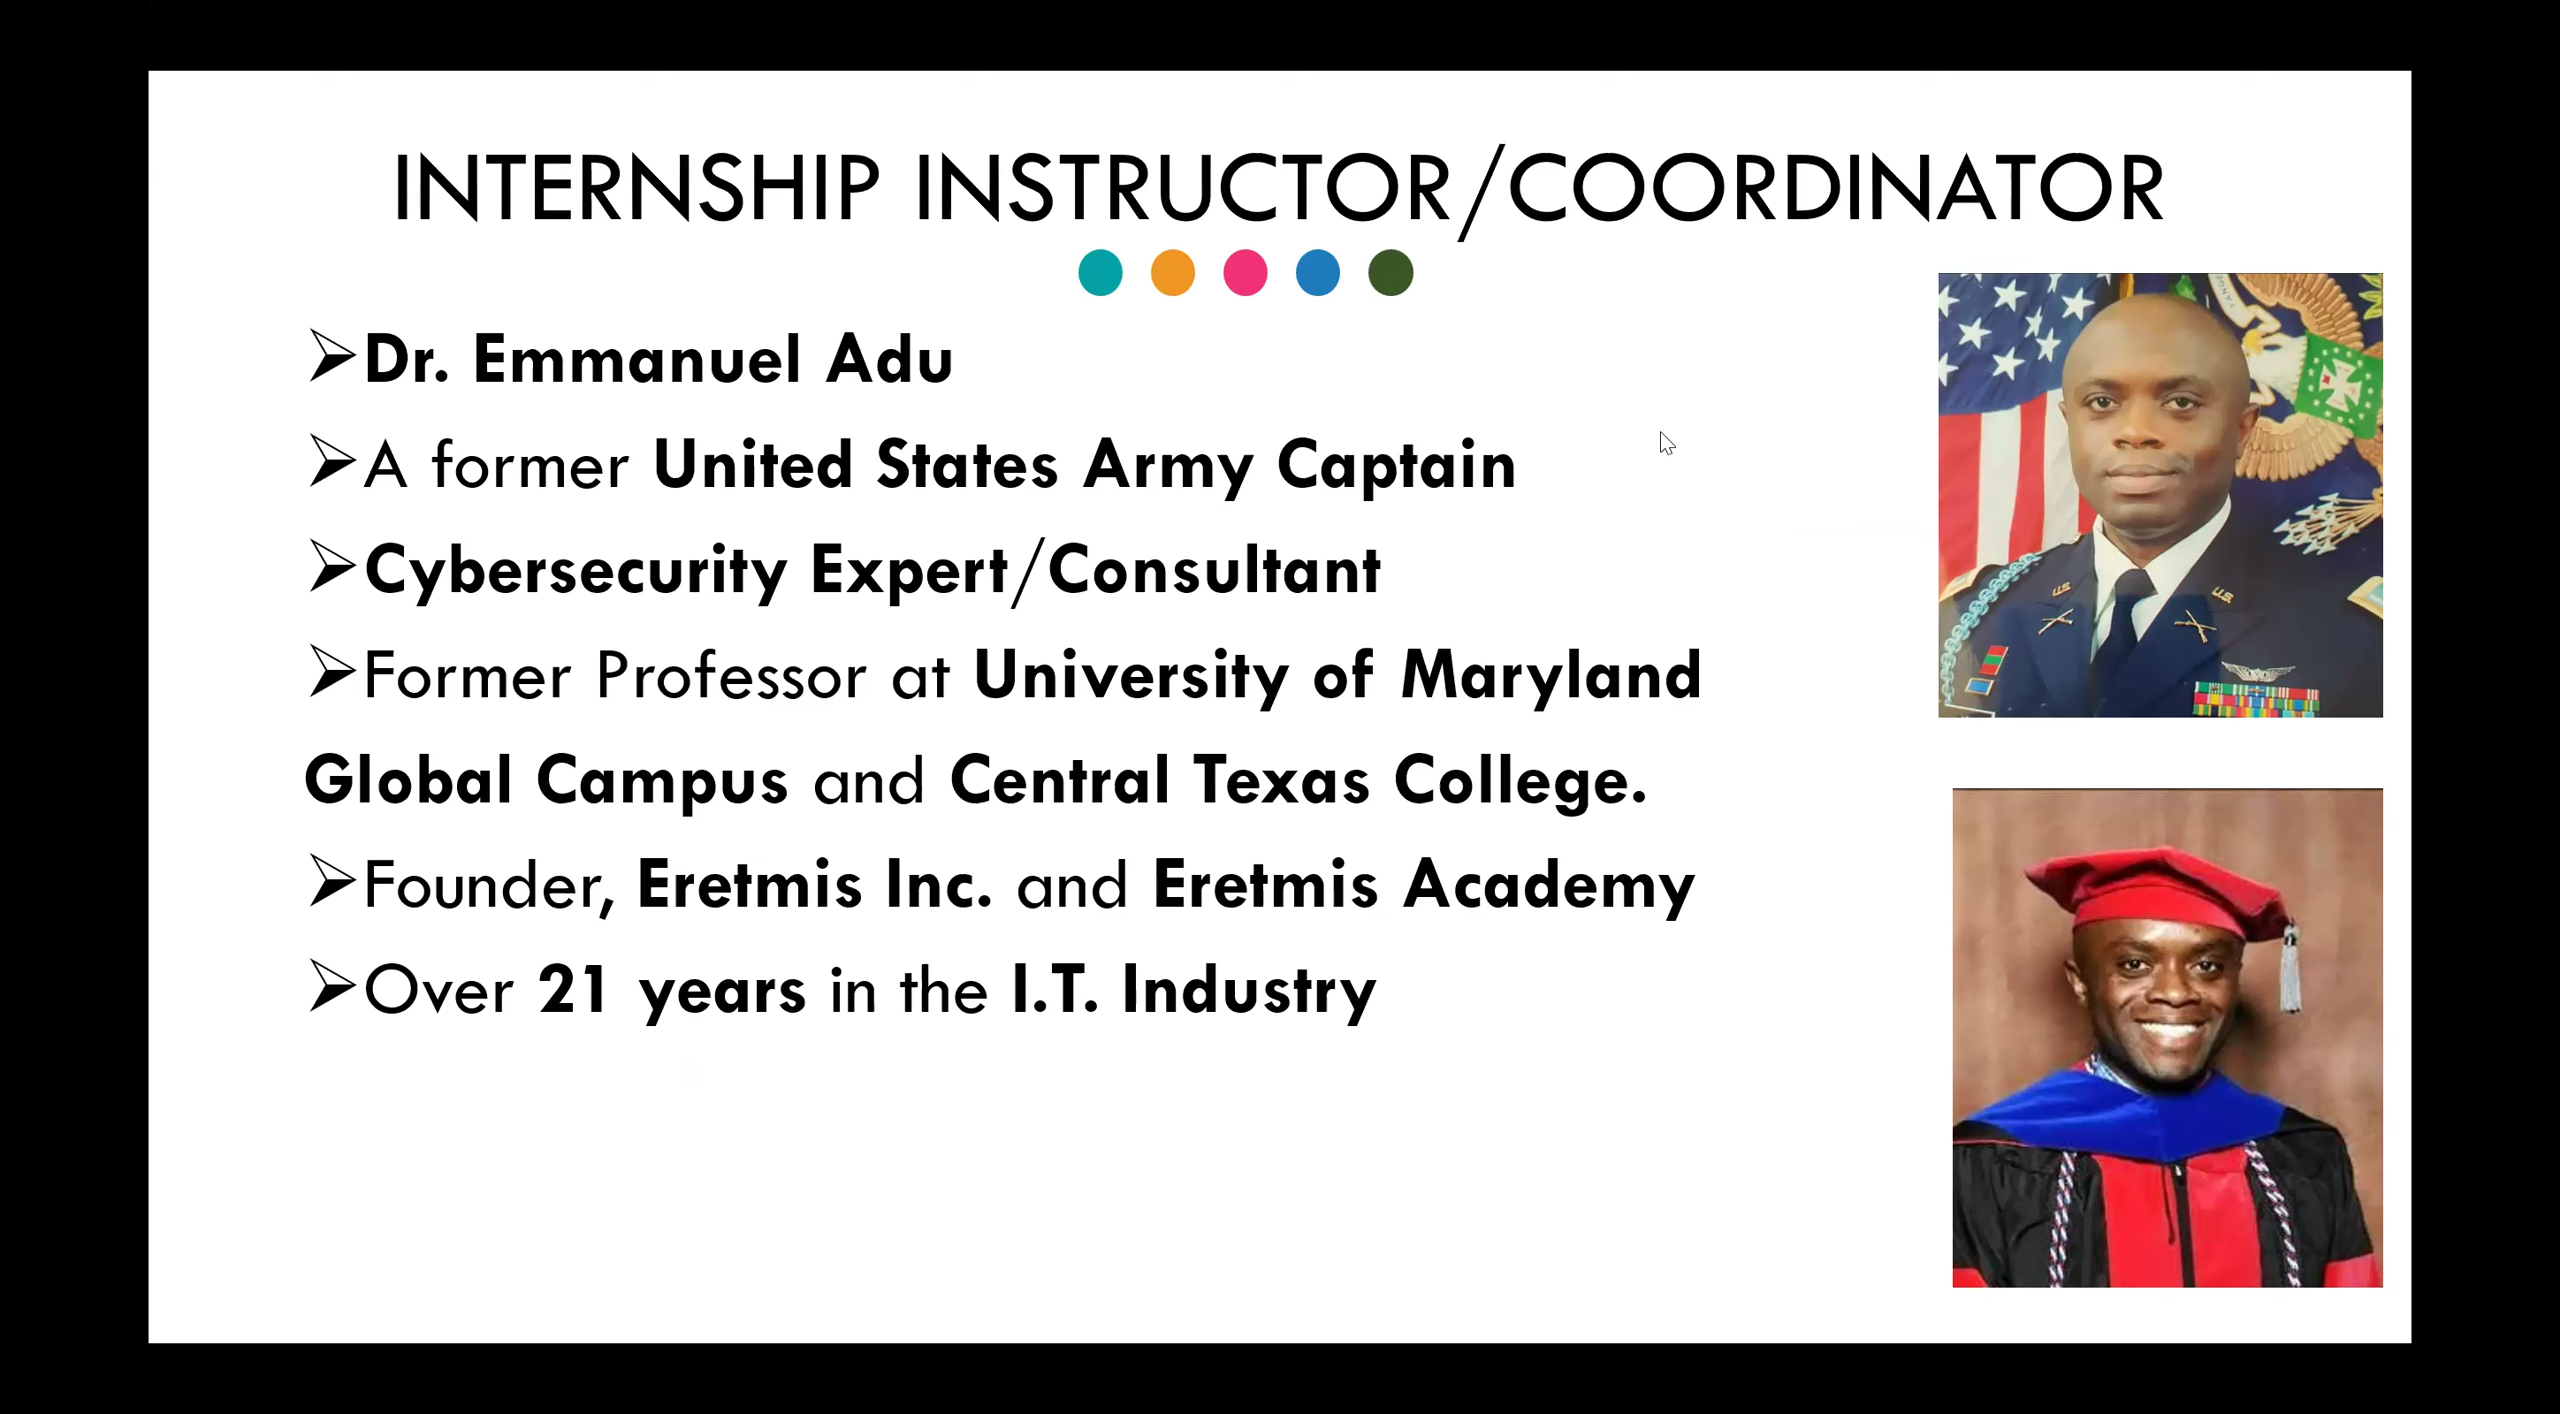 INTERNSHIP INSTRUCTOR/COORDINATOR
➢Dr. Emmanuel Adu
➢A former United States Army Captain
➢Cybersecurity Expert/Consultant
➢Former Professor at University of Maryland
Global Campus and Central Texas College.
➢Founder, Eretmis Inc. and Eretmis Academy
➢Over 21 years in the I.T. Industry
U.S.
U.S.